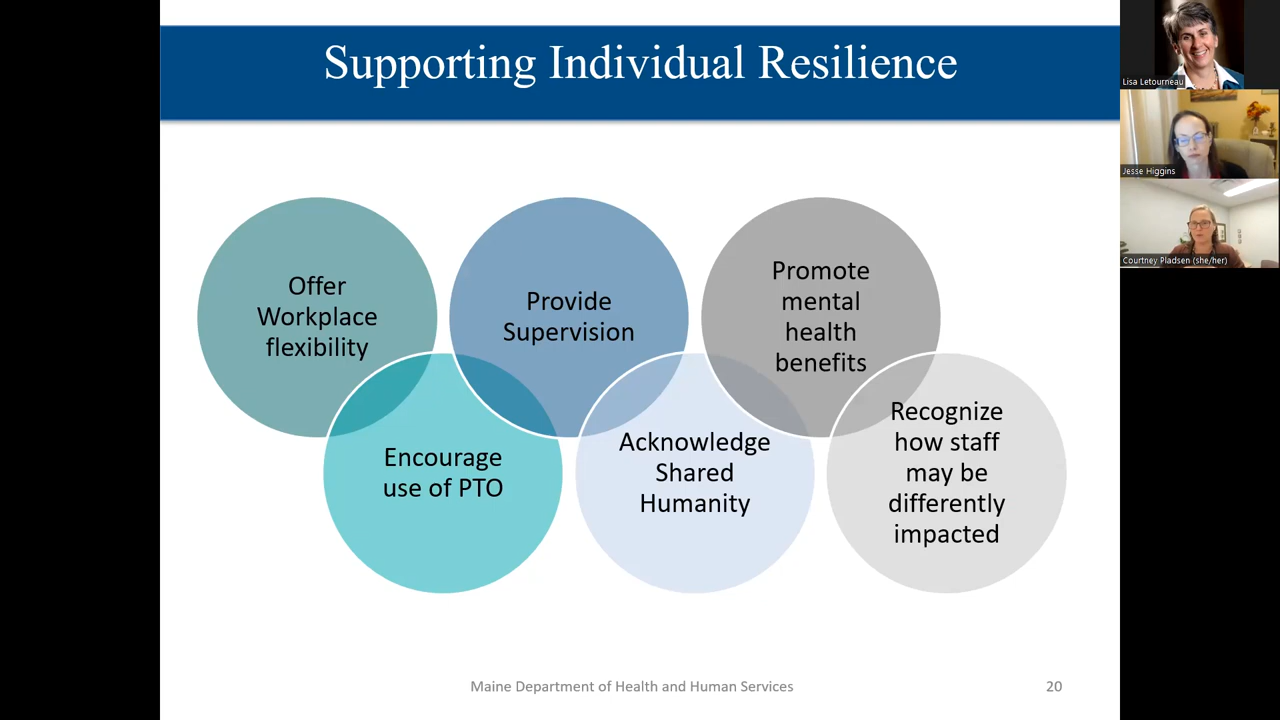 Supporting Individual Resilience
Lisa Letourneau
Jesse Higgins
Courtney Pladsen (she/her)
Offer
Workplace
flexibility
Encourage
use of PTO
Provide
Supervision
Acknowledge
Shared
Humanity
Promote
mental
health
benefits
Recognize
how staff
may be
differently
impacted
Maine Department of Health and Human Services
20